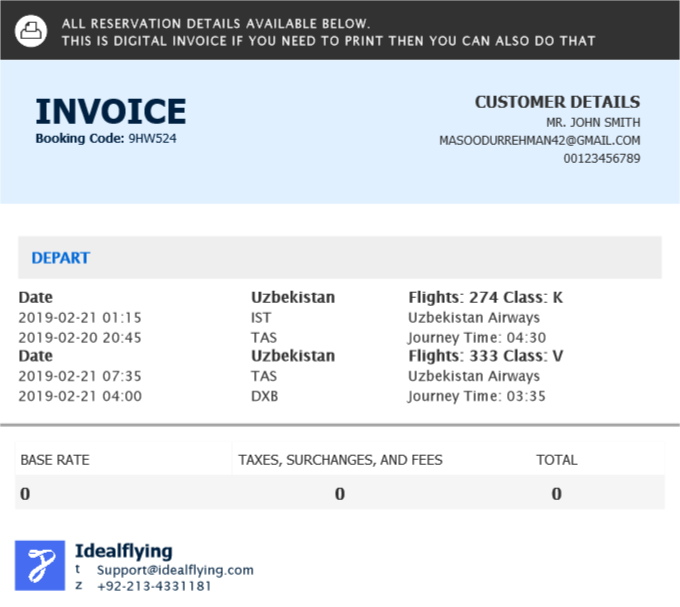 ALL RESERVATION DETAILS AVAILABLE BELOW.
THIS IS DIGITAL INVOICE IF YOU NEED TO PRINT THEN YOU CAN ALSO DO THAT
INVOICE
Booking Code: 9HW524
CUSTOMER DETAILS
MR. JOHN SMITH
MASOODURREHMAN42@GMAIL.COM
00123456789
DEPART
Date Uzbekistan Flights: 274 Class: K
2019-02-21 01:15 IST Uzbekistan Airways
2019-02-20 20:45 TAS Journey Time: 04:30
Date Uzbekistan Flights: 333 Class: V
2019-02-21 07:35 TAS Uzbekistan Airways
2019-02-21 04:00 DXB Journey Time: 03:35
BASE RATE TAXES, SURCHANGES, AND FEES TOTAL
0 0 0
Idealflying
t Support@idealflying.com
z +92-213-4331181